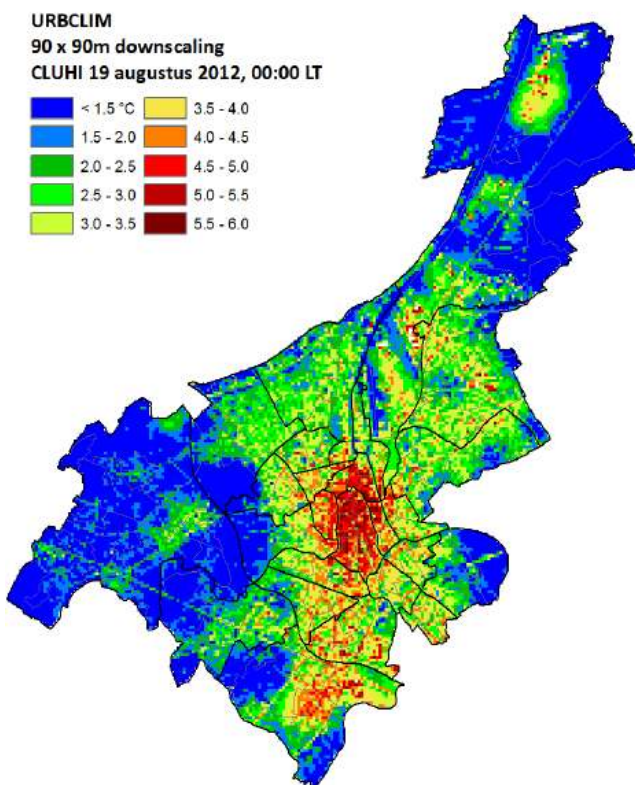 URBCLIM
90 x 90m downscaling
CLUHI 19 augustus 2012, 00:00 LT
< 1.5 °C 3.5 - 4.0
1.5 - 2.0 4.0 - 4.5
2.0 - 2.5 4.5 - 5.0
2.5 - 3.0 5.0 - 5.5
3.0 - 3.5 5.5 - 6.0